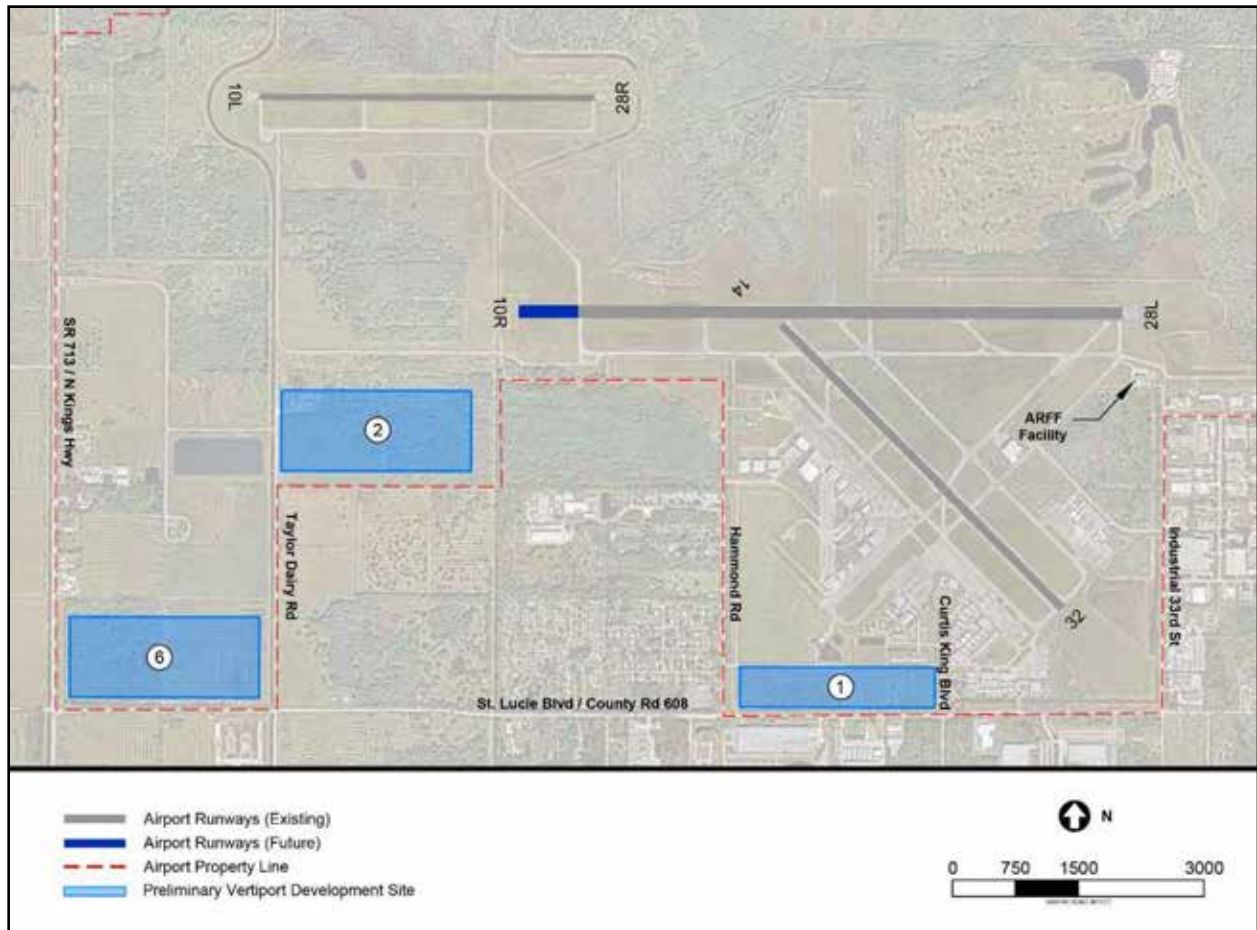 10L
28R
14
10R
28L
SR 713 / N Kings Hwy
ARFF
Facility
2
Taylor Dairy Rd
Hammond Rd
Industrial 33rd St
Curtis King Blvd
32
6
1
St. Lucie Blvd / County Rd 608
Airport Runways (Existing)
Airport Runways (Future)
Airport Property Line
Preliminary Vertiport Development Site
N
0 750 1500 3000